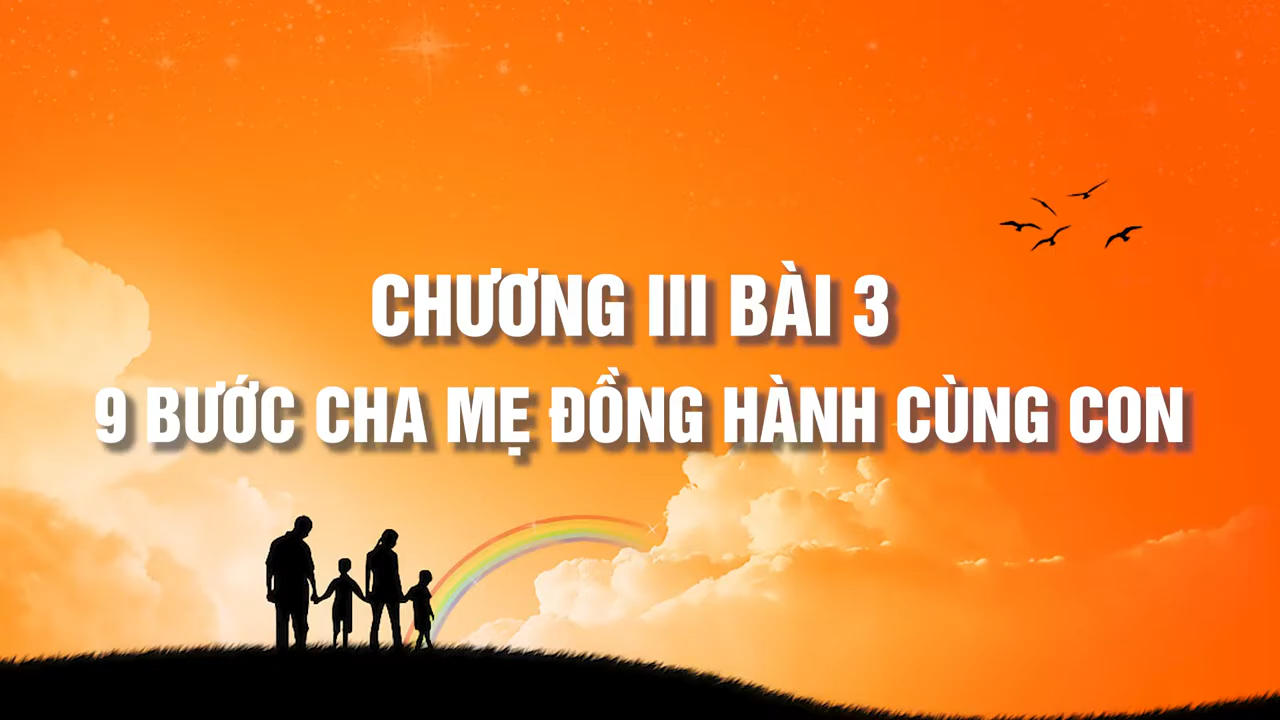 CHƯƠNG III BÀI 3
9 BƯỚC CHA MẸ ĐỒNG HÀNH CÙNG CON